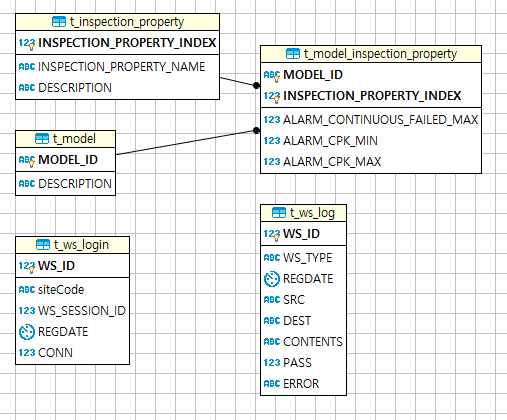 t_inspection_property
123 INSPECTION_PROPERTY_INDEX
ABC INSPECTION_PROPERTY_NAME
ABC DESCRIPTION
t_model_inspection_property
ABC MODEL_ID
123 INSPECTION_PROPERTY_INDEX
123 ALARM_CONTINUOUS_FAILED_MAX
123 ALARM_CPK_MIN
123 ALARM_CPK_MAX
t_model
ABC MODEL_ID
ABC DESCRIPTION
t_ws_login
123 WS_ID
ABC siteCode
123 WS_SESSION_ID
REGDATE
123 CONN
t_ws_log
123 WS_ID
ABC WS_TYPE
REGDATE
ABC SRC
ABC DEST
ABC CONTENTS
123 PASS
ABC ERROR